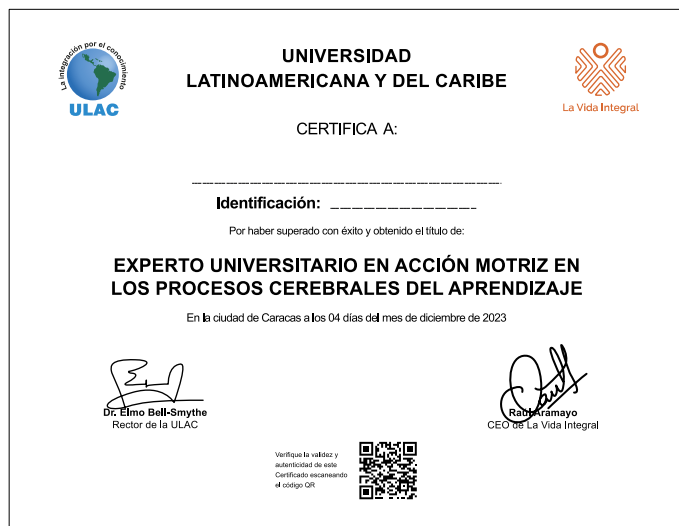 La integración por el conocimiento
ULAC
UNIVERSIDAD
LATINOAMERICANA Y DEL CARIBE
La Vida Integral
CERTIFICA A:
Identificación:
Por haber superado con éxito y obtenido el título de:
EXPERTO UNIVERSITARIO EN ACCIÓN MOTRIZ EN
LOS PROCESOS CEREBRALES DEL APRENDIZAJE
En la ciudad de Caracas a los 04 días del mes de diciembre de 2023
Dr. Elmo Bell-Smythe
Rector de la ULAC
Raúl Aramayo
CEO de La Vida Integral
Verifique la validez y
autenticidad de este
Certificado escaneando
el código QR